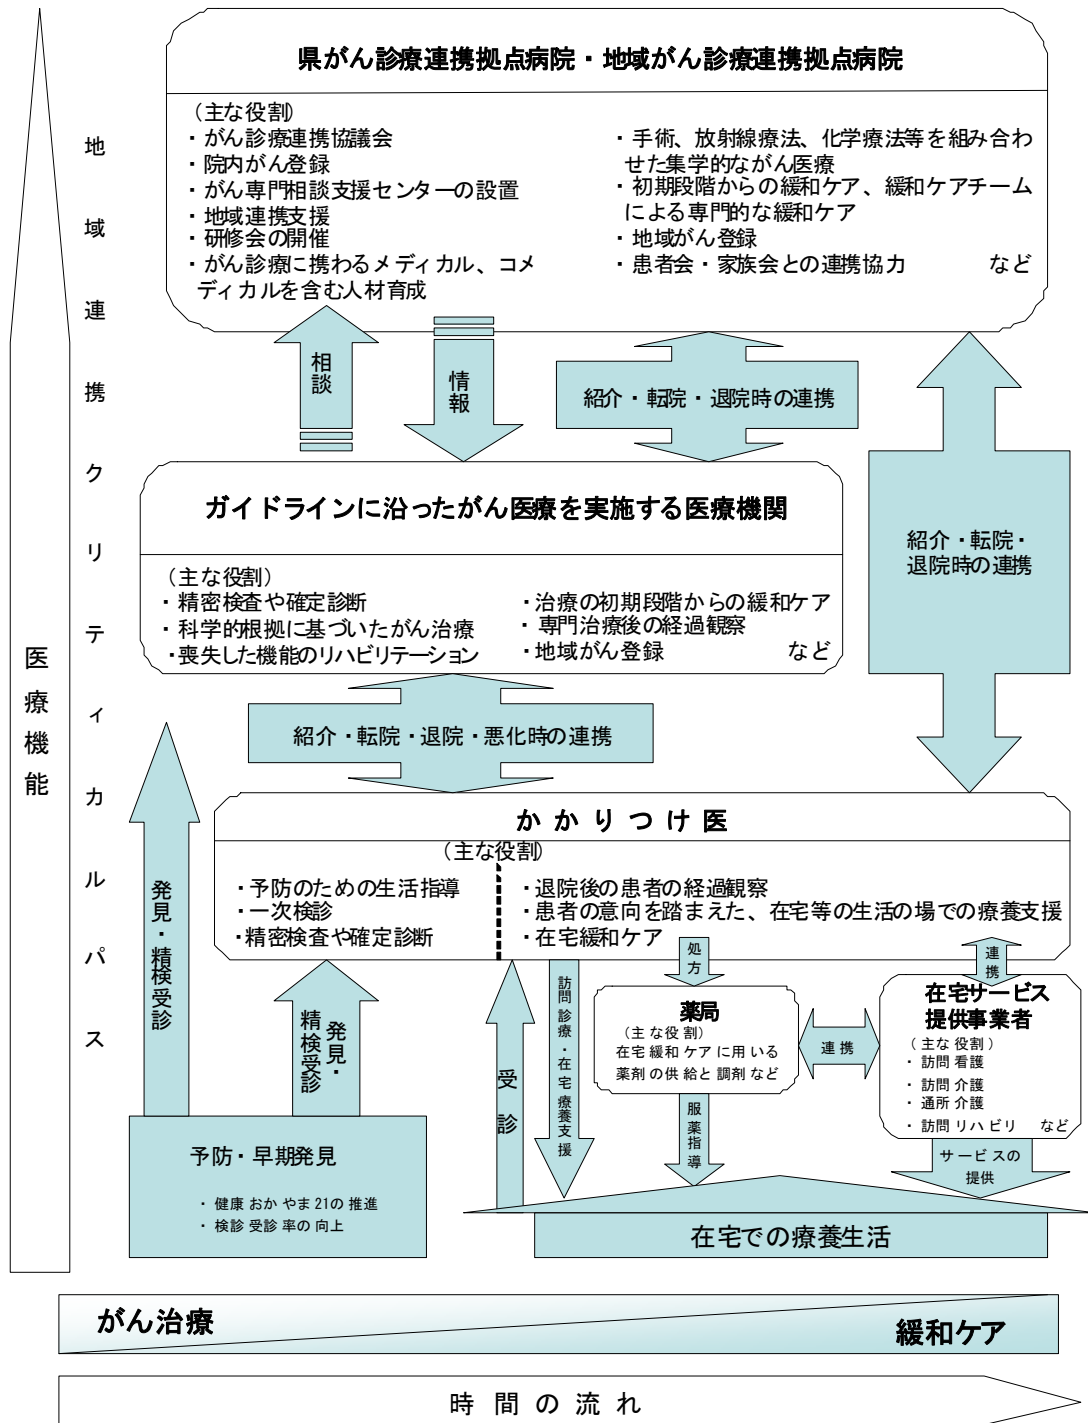 県がん診療連携拠点病院・地域がん診療連携拠点病院
（主な役割）
・がん診療連携協議会
・院内がん登録
・がん専門相談支援センターの設置
・地域連携支援
・研修会の開催
・がん診療に携わるメディカル、コメ
ディカルを含む人材育成
・手術、放射線療法、化学療法等を組み合わ
せた集学的ながん医療
・初期段階からの緩和ケア、緩和ケアチーム
による専門的な緩和ケア
・地域がん登録
・患者会・家族会との連携協力 など
地域連携クリティカルパス
医療機能
相談
情報
紹介・転院・退院時の連携
紹介・転院・
退院時の連携
ガイドラインに沿ったがん医療を実施する医療機関
（主な役割）
・精密検査や確定診断
・科学的根拠に基づいたがん治療
・喪失した機能のリハビリテーション
・治療の初期段階からの緩和ケア
・専門治療後の経過観察
・地域がん登録 など
紹介・転院・退院・悪化時の連携
かかりつけ医
（主な役割）
・予防のための生活指導
・一次検診
・精密検査や確定診断
・退院後の患者の経過観察
・患者の意向を踏まえた、在宅等の生活の場での療養支援
・在宅緩和ケア
発見・精検受診
発見・
精検受診
受診
訪問診療・在宅療養支援
処方
連携
薬局
（主な役割）
在宅緩和ケアに用いる
薬剤の供給と調剤など
連携
在宅サービス
提供事業者
（主な役割）
・訪問看護
・訪問介護
・通所介護
・訪問リハビリ など
服薬指導
サービスの
提供
予防・早期発見
・健康おかやま21の推進
・検診受診率の向上
在宅での療養生活
がん治療
緩和ケア
時間の流れ